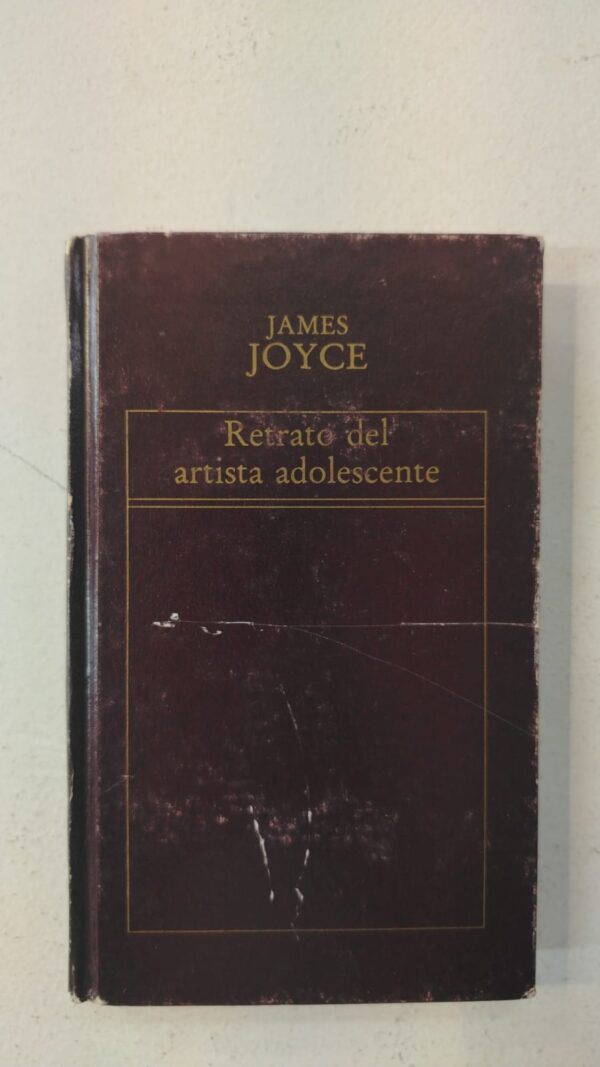 JAMES
JOYCE
Retrato del
artista adolescente